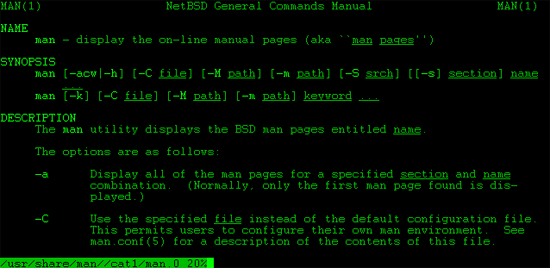 MAN(1) NetBSD General Commands Manual MAN(1)
NAME
man - display the on-line manual pages (aka ``man pages'')
SYNOPSIS
man [-acw|-h] [-C file] [-M path] [-m path] [-S srch] [[-s] section] name
...
man [-k] [-C file] [-M path] [-m path] keyword ...
DESCRIPTION
The man utility displays the BSD man pages entitled name.
The options are as follows:
-a Display all of the man pages for a specified section and name
combination. (Normally, only the first man page found is dis-
played.)
-C Use the specified file instead of the default configuration file.
This permits users to configure their own man environment. See
man.conf(5) for a description of the contents of this file.
/usr/share/man//cat1/man.0 20%